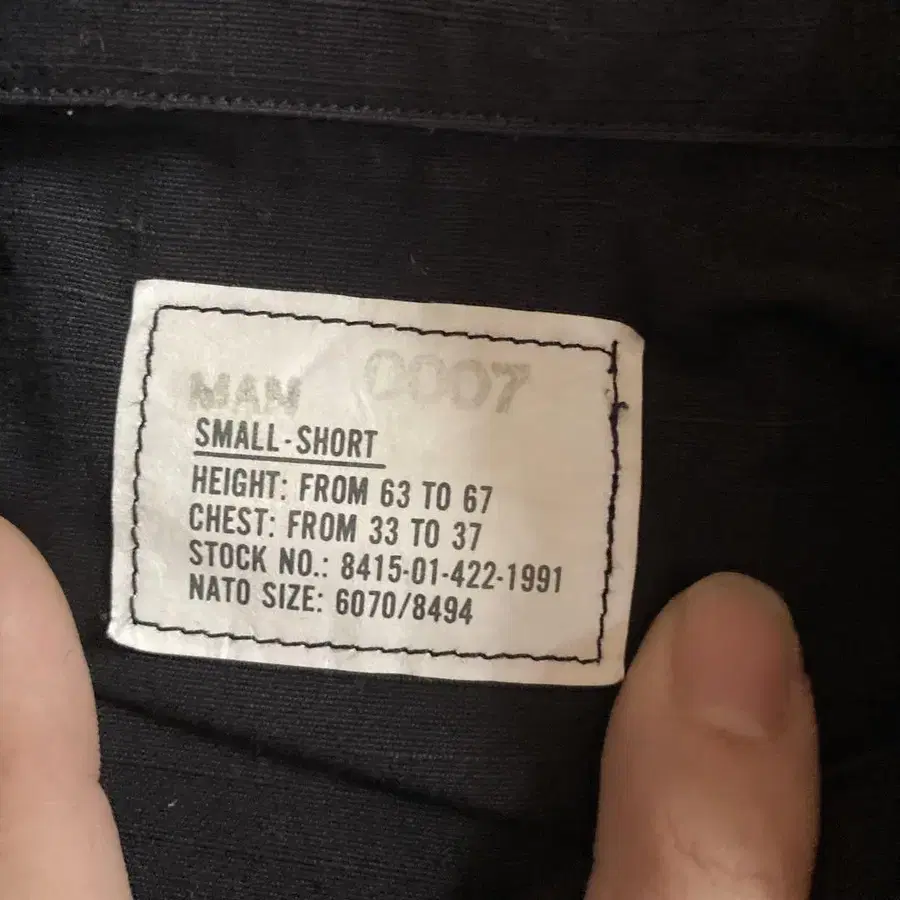 MAN 0007
SMALL-SHORT
HEIGHT: FROM 63 TO 67
CHEST: FROM 33 TO 37
STOCK NO.: 8415-01-422-1991
NATO SIZE: 6070/8494